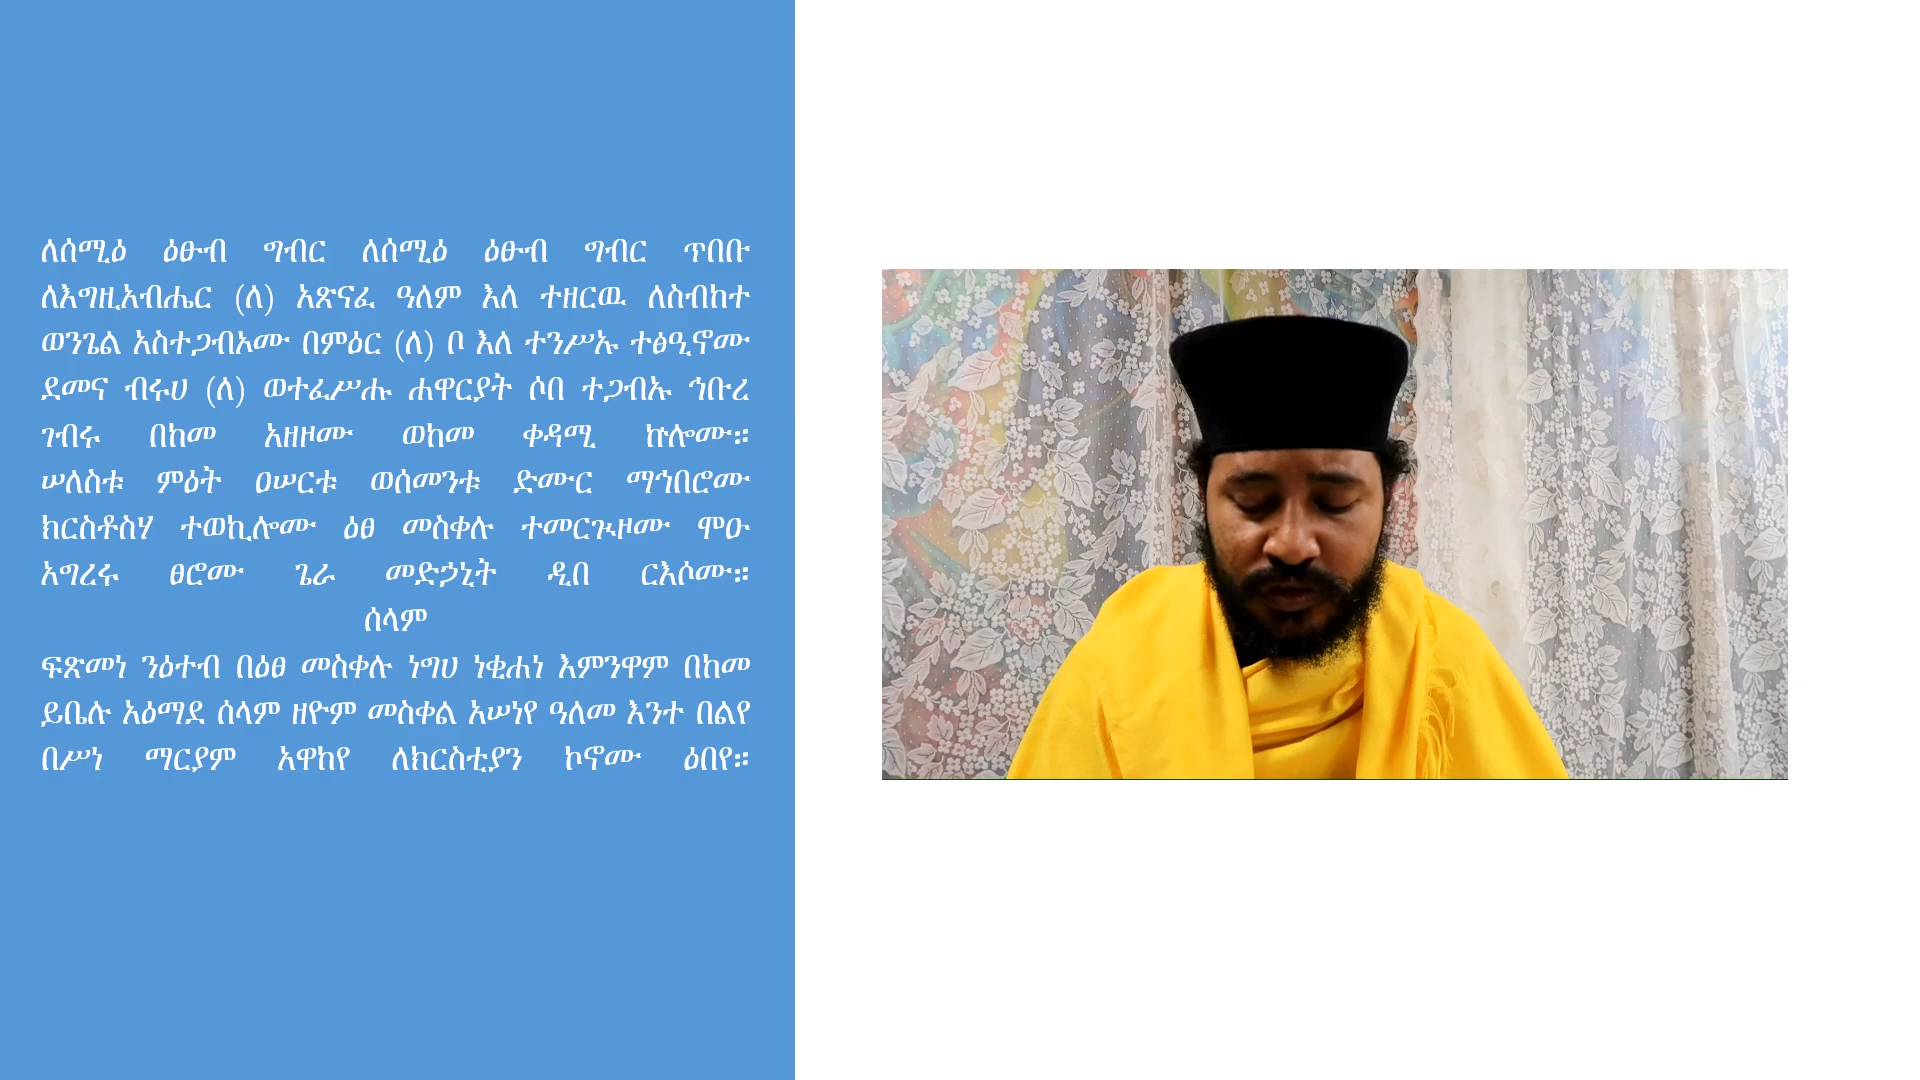 ለሰሚዕ ዕፁብ ግብር ለሰሚዕ ዕፁብ ግብር ጥበቡ
ለእግዚአብሔር (ለ) አጽናፈ ዓለም እለ ተዘርዉ ለስብከተ
ወንጌል አስተጋብአሙ በምዕር (ለ) ቦ እለ ተንሥኡ ተፅዒኖሙ
ደመና ብሩህ (ለ) ወተፈሥሑ ሐዋርያት ሶበ ተጋብኡ ኅቡረ
ገብሩ በከመ አዘዞሙ ወከመ ቀዳሚ ኵሎሙ።
ሠለስቱ ምዕት ዐሠርቱ ወሰመንቱ ድሙር ማኅበሮሙ
ክርስቶስሃ ተወኪሎሙ ዕፀ መስቀሉ ተመርጒዞሙ ሞዑ
አግረሩ ፀሮሙ ጌራ መድኃኒት ዲበ ርእሶሙ።
ሰላም
ፍጽመነ ንዕተብ በዕፀ መስቀሉ ነግሀ ነቂሐነ እምንዋም በከመ
ይቤሉ አዕማደ ሰላም ዘዮም መስቀል አሠነየ ዓለመ እንተ በልየ
በሥነ ማርያም አዋከየ ለክርስቲያን ኮኖሙ ዕበየ።